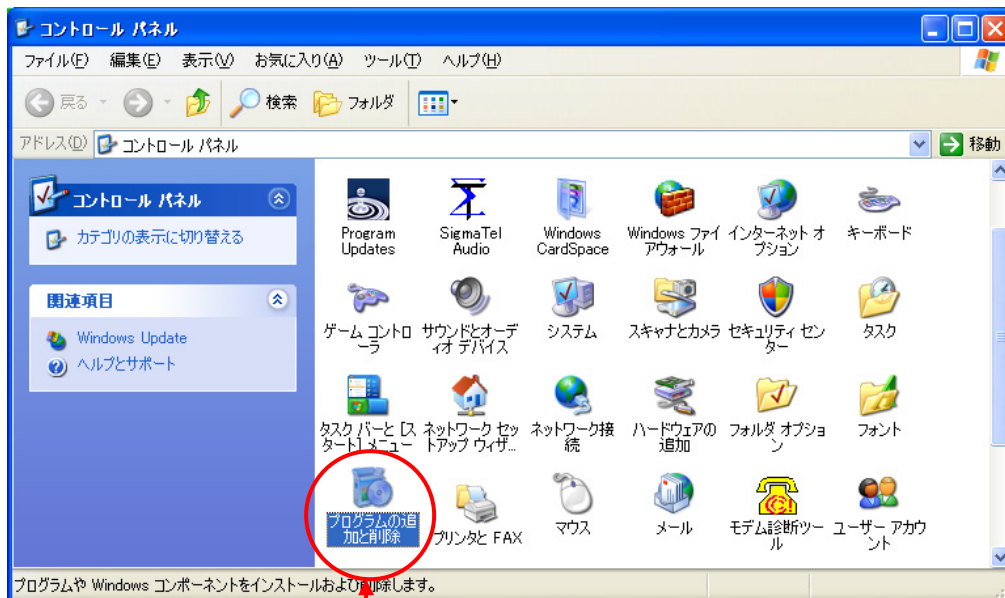 コントロール パネル
ファイル(F) 編集(E) 表示(V) お気に入り(A) ツール(T) ヘルプ(H)
戻る 検索 フォルダ
アドレス(D) コントロール パネル 移動
コントロール パネル
カテゴリの表示に切り替える
関連項目
Windows Update
ヘルプとサポート
Program
Updates
SigmaTel
Audio
Windows
CardSpace
Windows ファイ
アウォール
インターネット オ
プション
キーボード
ゲーム コントロ
ーラ
サウンドとオーデ
ィオ デバイス
システム
スキャナとカメラ
セキュリティ セン
ター
タスク
タスク バーと [ス
タート] メニュー
ネットワーク セッ
トアップ ウィザ...
ネットワーク接
続
ハードウェアの
追加
フォルダ オプショ
ン
フォント
プログラムの追
加と削除
プリンタと FAX
マウス
メール
モデム診断ツー
ル
ユーザー アカウ
ント
プログラムや Windows コンポーネントをインストールおよび削除します。